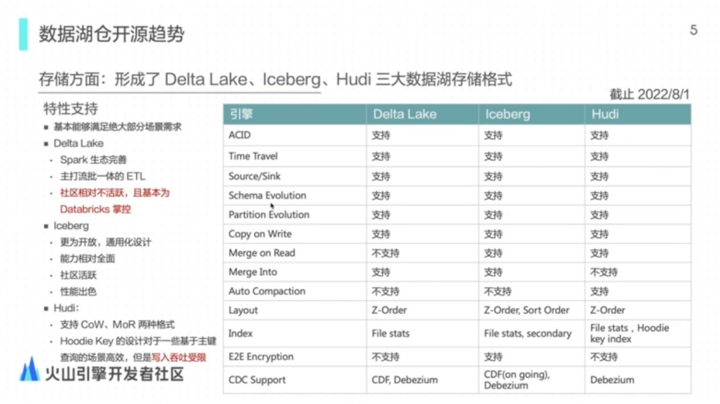 数据湖仓开源趋势
5
存储方面：形成了 Delta Lake、Iceberg、Hudi 三大数据湖存储格式
截止 2022/8/1
特性支持
基本能够满足绝大部分场景需求
Delta Lake
Spark 生态完善
主打流批一体的 ETL
社区相对不活跃，且基本为
Databricks 掌控
Iceberg
更为开放，通用化设计
能力相对全面
社区活跃
性能出色
Hudi：
支持 CoW、MoR 两种格式
Hoodie Key 的设计对于一些基于主键
查询的场景高效，但是写入吞吐受限
火山引擎开发者社区
引擎 Delta Lake Iceberg Hudi
ACID 支持 支持 支持
Time Travel 支持 支持 支持
Source/Sink 支持 支持 支持
Schema Evolution 支持 支持 支持
Partition Evolution 支持 支持 支持
Copy on Write 支持 支持 支持
Merge on Read 不支持 支持 支持
Merge Into 支持 支持 不支持
Auto Compaction 不支持 不支持 支持
Layout Z-Order Z-Order, Sort Order Z-Order
Index File stats File stats, secondary File stats，Hoodie
key index
E2E Encryption 不支持 支持 不支持
CDC Support CDF, Debezium CDF(on going),
Debezium Debezium